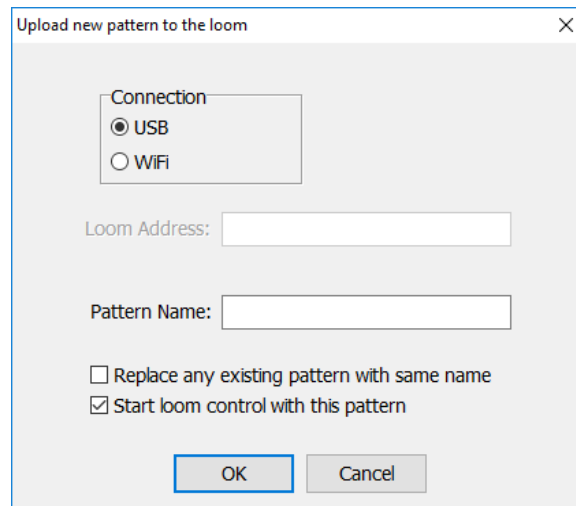 Upload new pattern to the loom
Connection
USB
WiFi
Loom Address:
Pattern Name:
Replace any existing pattern with same name
Start loom control with this pattern
OK Cancel